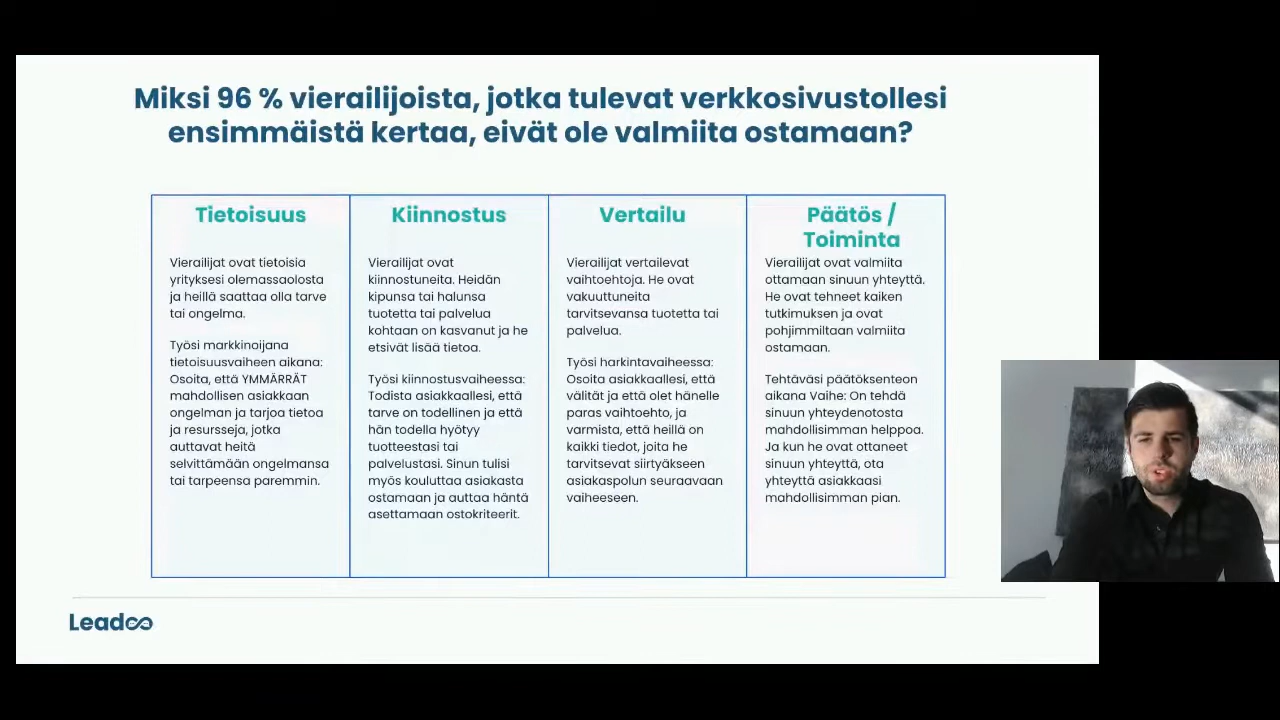 Miksi 96 % vierailijoista, jotka tulevat verkkosivustollesi
ensimmäistä kertaa, eivät ole valmiita ostamaan?
Tietoisuus
Vierailijat ovat tietoisia
yrityksesi olemassaolosta
ja heillä saattaa olla tarve
tai ongelma.
Työsi markkinoijana
tietoisuusvaiheen aikana:
Osoita, että YMMÄRRÄT
mahdollisen asiakkaan
ongelman ja tarjoa tietoa
ja resursseja, jotka
auttavat heitä
selvittämään ongelmansa
tai tarpeensa paremmin.
Kiinnostus
Vierailijat ovat
kiinnostuneita. Heidän
kipunsa tai halunsa
tuotetta tai palvelua
kohtaan on kasvanut ja he
etsivät lisää tietoa.
Työsi kiinnostusvaiheessa:
Todista asiakkaallesi, että
tarve on todellinen ja että
hän todella hyötyy
tuotteestasi tai
palvelustasi. Sinun tulisi
myös kouluttaa asiakasta
ostamaan ja auttaa häntä
asettamaan ostokriteerit.
Vertailu
Vierailijat vertailevat
vaihtoehtoja. He ovat
vakuuttuneita
tarvitsevansa tuotetta tai
palvelua.
Työsi harkintavaiheessa:
Osoita asiakkaallesi, että
välität ja että olet hänelle
paras vaihtoehto, ja
varmista, että heillä on
kaikki tiedot, joita he
tarvitsevat siirtyäkseen
asiakaspolun seuraavaan
vaiheeseen.
Päätös /
Toiminta
Vierailijat ovat valmiita
ottamaan sinuun yhteyttä.
He ovat tehneet kaiken
tutkimuksen ja ovat
pohjimmiltaan valmiita
ostamaan.
Tehtäväsi päätöksenteon
aikana Vaihe: On tehdä
sinuun yhteydenotosta
mahdollisimman helppoa.
Ja kun he ovat ottaneet
sinuun yhteyttä, ota
yhteyttä asiakkaasi
mahdollisimman pian.
Leadoo